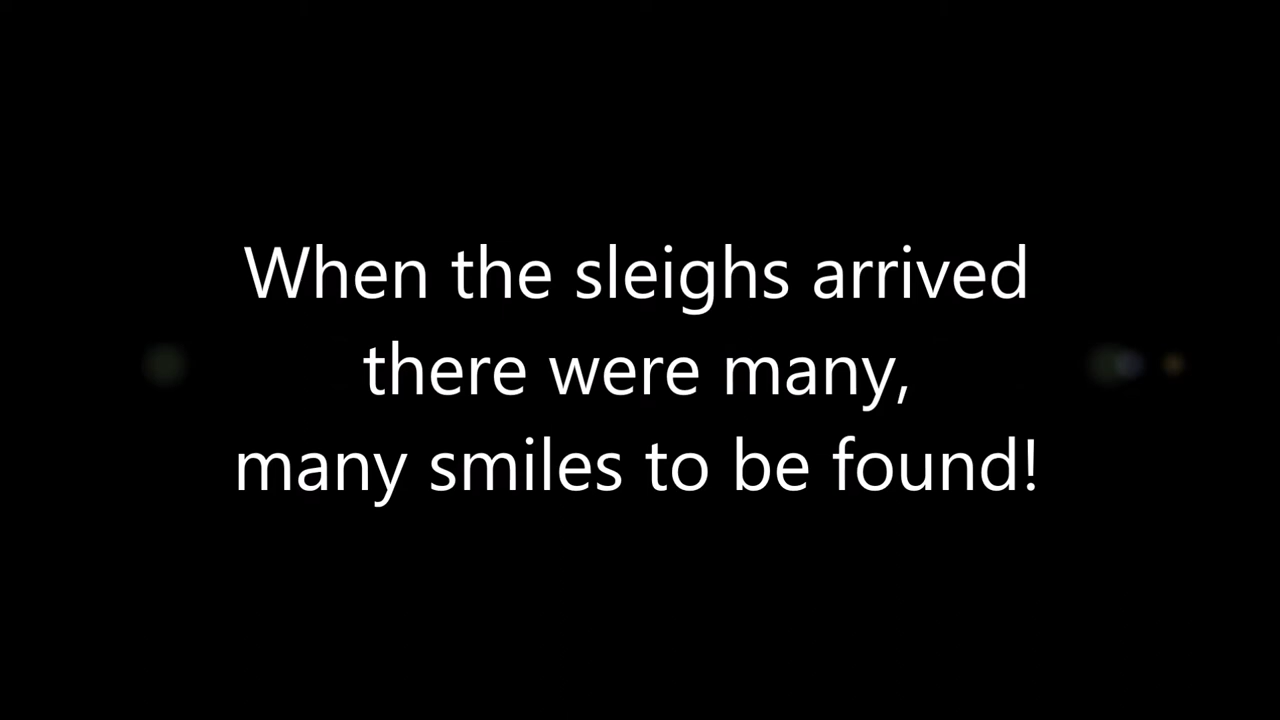 When the sleighs arrived
there were many,
many smiles to be found!